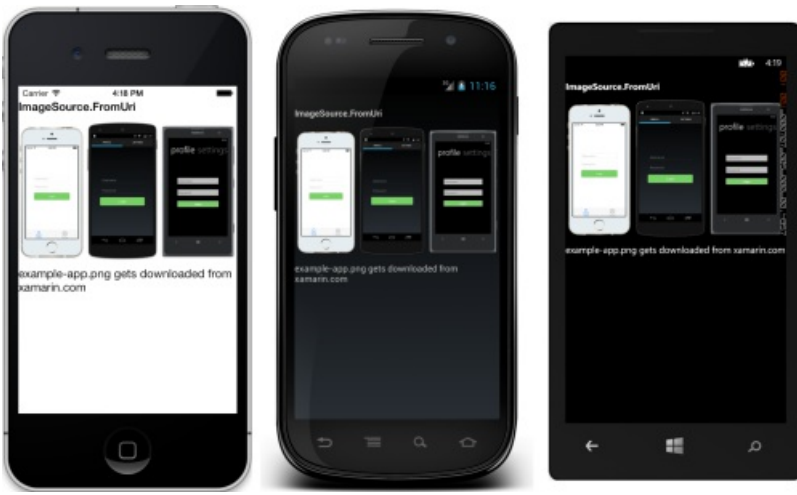 Carrier 4:18 PM
ImageSource.FromUri
profile settings
example-app.png gets downloaded from
xamarin.com
11:16
ImageSource.FromUri
profile settings
example-app.png gets downloaded from
xamarin.com
4:19
ImageSource.FromUri
profile settings
example-app.png gets downloaded from xamarin.com